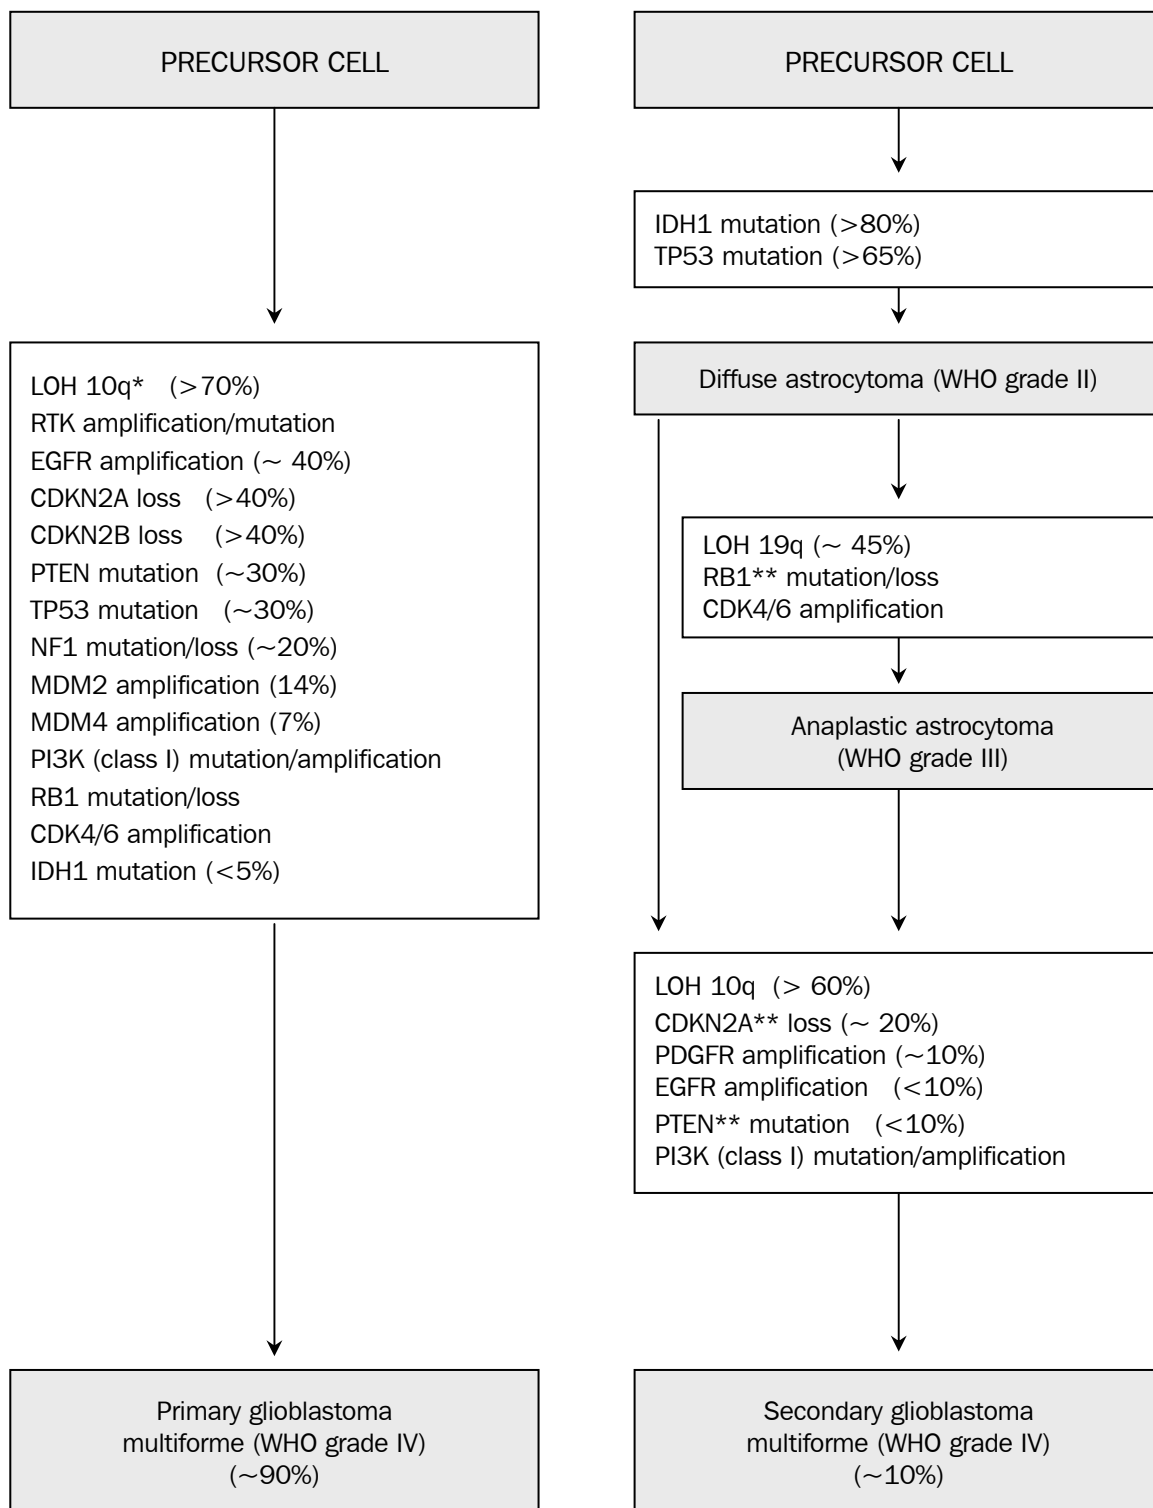 PRECURSOR CELL
LOH 10q* (>70%)
RTK amplification/mutation
EGFR amplification (~ 40%)
CDKN2A loss (>40%)
CDKN2B loss (>40%)
PTEN mutation (~30%)
TP53 mutation (~30%)
NF1 mutation/loss (~20%)
MDM2 amplification (14%)
MDM4 amplification (7%)
PI3K (class I) mutation/amplification
RB1 mutation/loss
CDK4/6 amplification
IDH1 mutation (<5%)
Primary glioblastoma
multiforme (WHO grade IV)
(~90%)
PRECURSOR CELL
IDH1 mutation (>80%)
TP53 mutation (>65%)
Diffuse astrocytoma (WHO grade II)
LOH 19q (~ 45%)
RB1** mutation/loss
CDK4/6 amplification
Anaplastic astrocytoma
(WHO grade III)
LOH 10q (> 60%)
CDKN2A** loss (~ 20%)
PDGFR amplification (~10%)
EGFR amplification (<10%)
PTEN** mutation (<10%)
PI3K (class I) mutation/amplification
Secondary glioblastoma
multiforme (WHO grade IV)
(~10%)